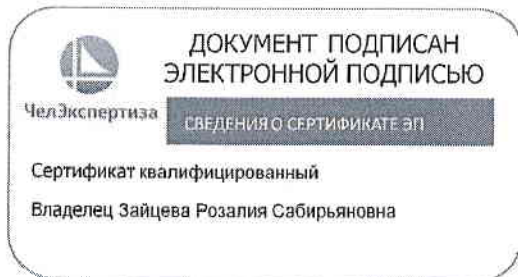 ДОКУМЕНТ ПОДПИСАН
ЭЛЕКТРОННОЙ ПОДПИСЬЮ
ЧелЭкспертиза
СВЕДЕНИЯ О СЕРТИФИКАТЕ ЭП
Сертификат квалифицированный
Владелец Зайцева Розалия Сабирьяновна